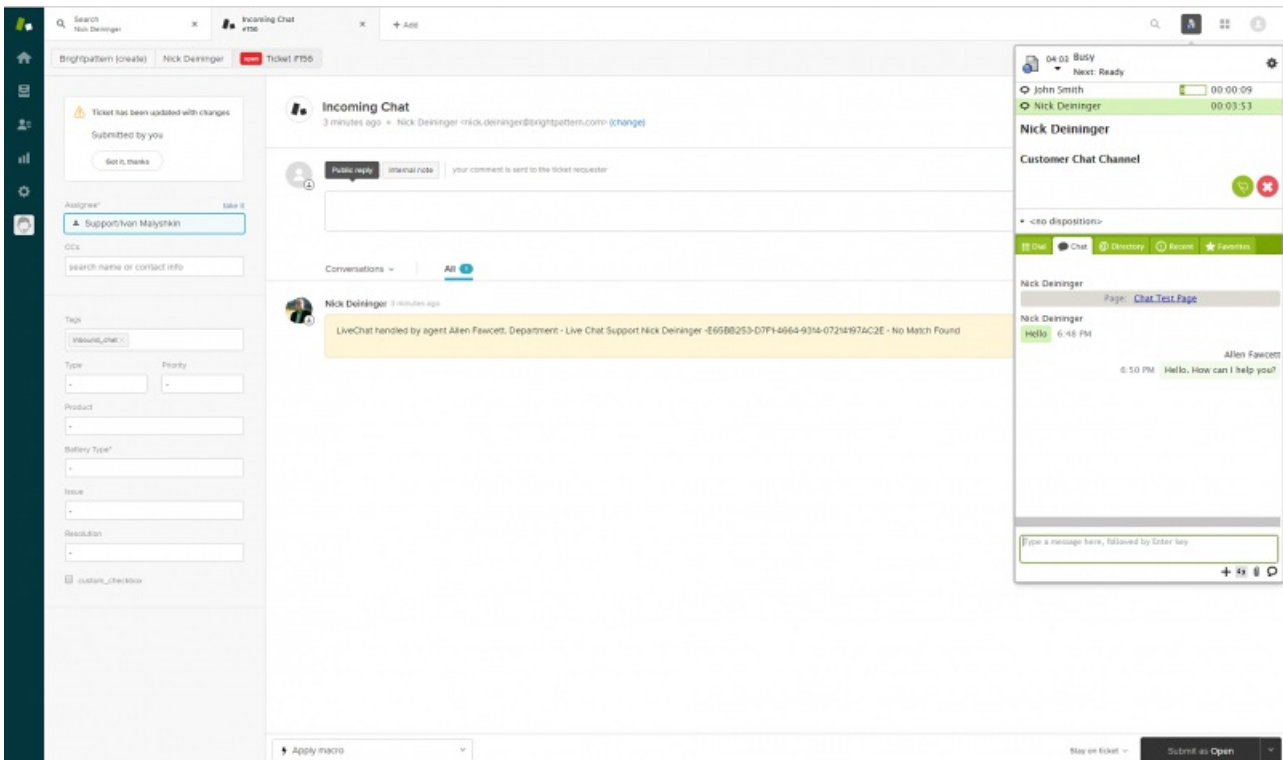 Search
Nick Deininger
Incoming Chat
#156
+ Add
Brightpattern (create)
Nick Deininger
open Ticket #156
Ticket has been updated with changes
Submitted by you
Got it, thanks
Assignee*
take it
Support/Ivan Malyshkin
CCs
search name or contact info
Tags
inbound_chat
Type
Priority
-
-
Product
-
Battery Type*
-
Issue
-
Resolution
-
custom_checkbox
Incoming Chat
3 minutes ago • Nick Deininger <nick.deininger@brightpattern.com> (change)
Public reply
Internal note
your comment is sent to the ticket requester
Conversations
All 1
Nick Deininger 3 minutes ago
LiveChat handled by agent Allen Fawcett, Department - Live Chat Support Nick Deininger -E65BB253-D7F1-4664-9314-07214197AC2E - No Match Found
Apply macro
Stay on ticket
Submit as Open
04:03 Busy
Next: Ready
John Smith 00:00:09
Nick Deininger 00:03:53
Nick Deininger
Customer Chat Channel
<no disposition>
Dial
Chat
Directory
Recent
Favorites
Nick Deininger
Page: Chat Test Page
Nick Deininger
Hello 6:48 PM
Allen Fawcett
6:50 PM Hello. How can I help you?
Type a message here, followed by Enter key